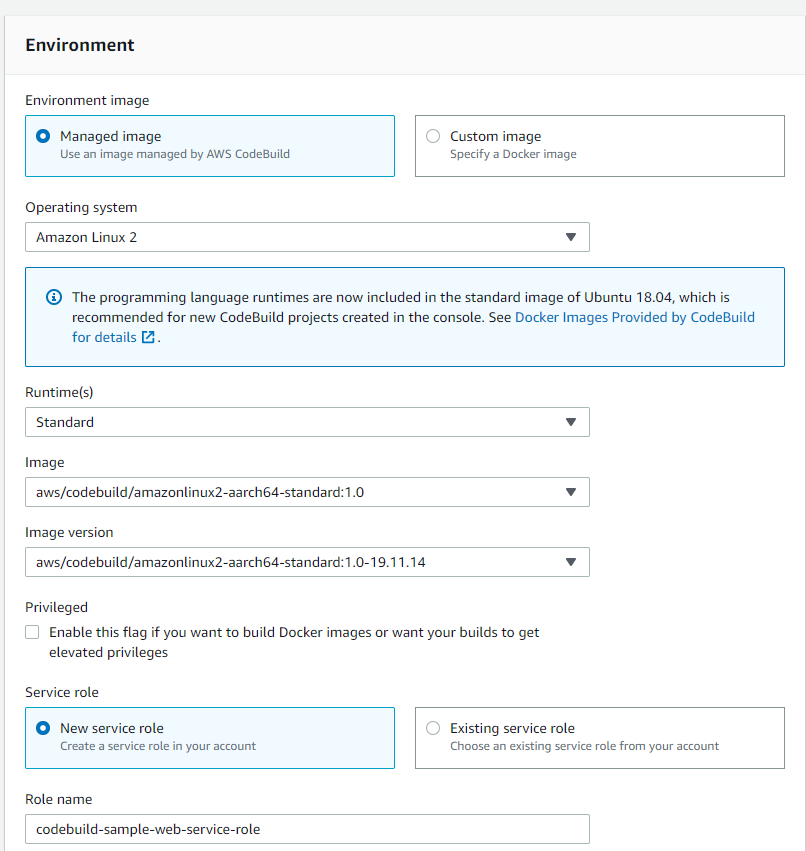 Environment
Environment image
Managed image
Use an image managed by AWS CodeBuild
Custom image
Specify a Docker image
Operating system
Amazon Linux 2
The programming language runtimes are now included in the standard image of Ubuntu 18.04, which is
recommended for new CodeBuild projects created in the console. See Docker Images Provided by CodeBuild
for details .
Runtime(s)
Standard
Image
aws/codebuild/amazonlinux2-aarch64-standard:1.0
Image version
aws/codebuild/amazonlinux2-aarch64-standard:1.0-19.11.14
Privileged
Enable this flag if you want to build Docker images or want your builds to get
elevated privileges
Service role
New service role
Create a service role in your account
Existing service role
Choose an existing service role from your account
Role name
codebuild-sample-web-service-role